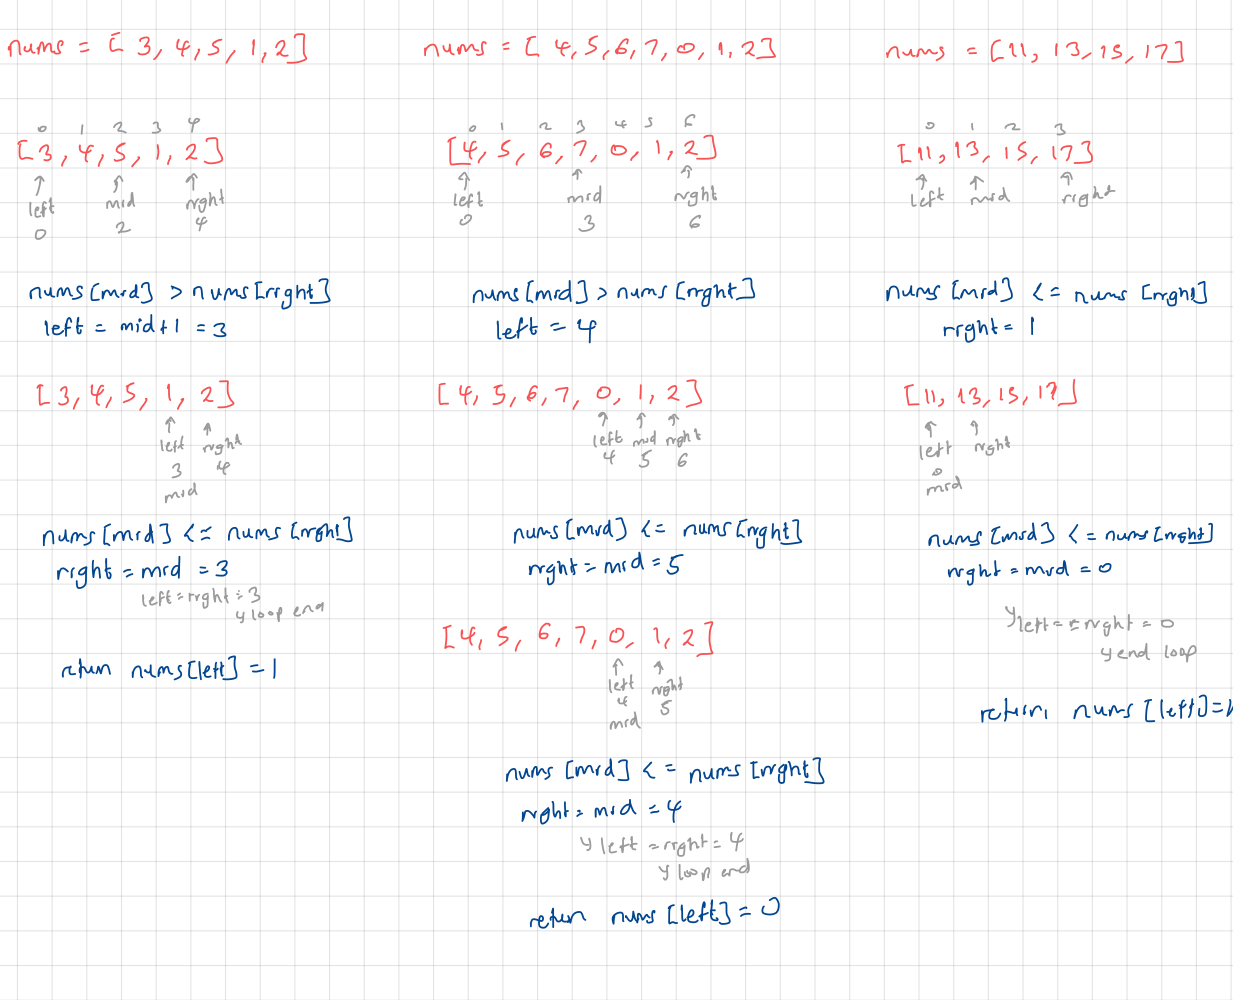 nums = [ 3, 4, 5, 1, 2]
0 1 2 3 4
[3, 4, 5, 1, 2]
left mid right
0 2 4
nums[mid] > nums[right]
left = mid+1 = 3
[3, 4, 5, 1, 2]
left right
3 4
mid
nums[mid] <= nums[right]
right = mid = 3
left = right = 3
↳ loop end
return nums[left] = 1
nums = [ 4, 5, 6, 7, 0, 1, 2]
0 1 2 3 4 5 6
[4, 5, 6, 7, 0, 1, 2]
left mid right
0 3 6
nums[mid] > nums[right]
left = 4
[4, 5, 6, 7, 0, 1, 2]
left mid right
4 5 6
nums[mid] <= nums[right]
right = mid = 5
[4, 5, 6, 7, 0, 1, 2]
left right
4 5
mid
nums[mid] <= nums[right]
right = mid = 4
↳ left = right = 4
↳ loop end
return nums[left] = 0
nums = [11, 13, 15, 17]
0 1 2 3
[11, 13, 15, 17]
left mid right
nums[mid] <= nums[right]
right = 1
[11, 13, 15, 17]
left right
0
mid
nums[mid] <= nums[right]
right = mid = 0
↳ left == right = 0
↳ end loop
return nums[left] =